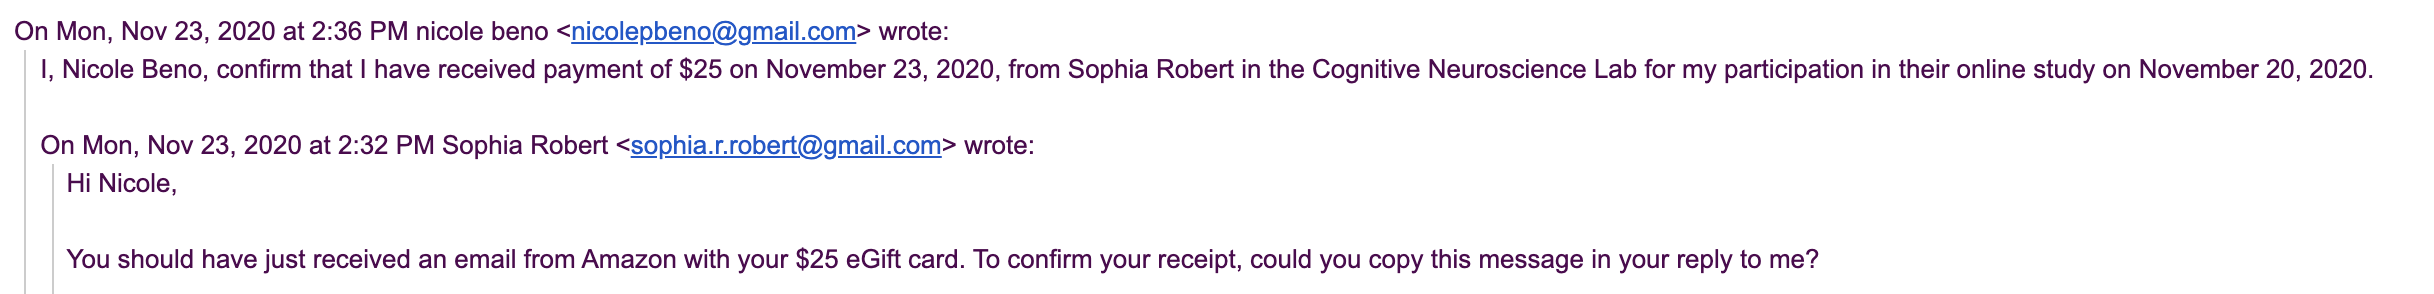 On Mon, Nov 23, 2020 at 2:36 PM nicole beno <nicolepbeno@gmail.com> wrote:
I, Nicole Beno, confirm that I have received payment of $25 on November 23, 2020, from Sophia Robert in the Cognitive Neuroscience Lab for my participation in their online study on November 20, 2020.
On Mon, Nov 23, 2020 at 2:32 PM Sophia Robert <sophia.r.robert@gmail.com> wrote:
Hi Nicole,
You should have just received an email from Amazon with your $25 eGift card. To confirm your receipt, could you copy this message in your reply to me?